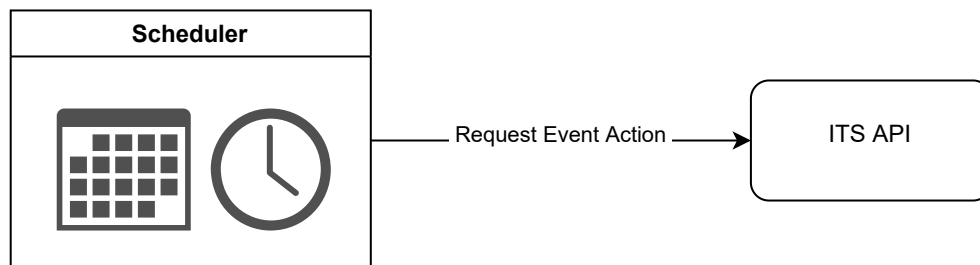 Scheduler
Request Event Action
ITS API